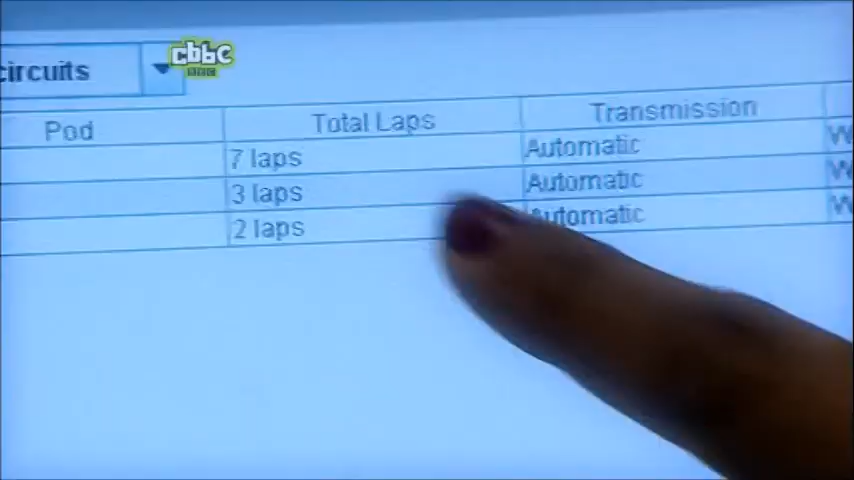 circuits
cbbc
BBC
Pod Total Laps Transmission
7 laps Automatic
3 laps Automatic
2 laps Automatic